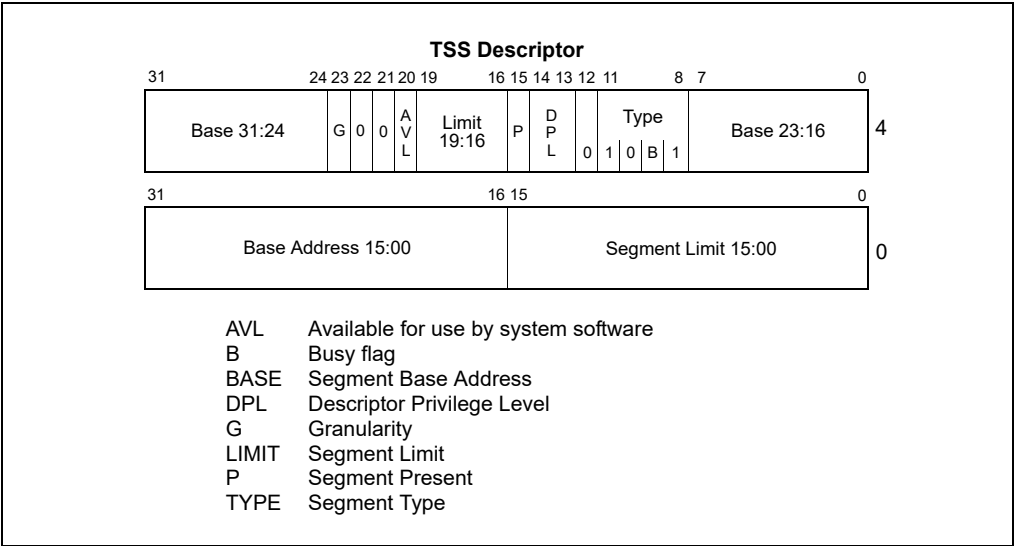 TSS Descriptor
31 24 23 22 21 20 19 16 15 14 13 12 11 8 7 0
Base 31:24 G 0 0 AVL Limit 19:16 P DPL 0 Type 1 0 B 1 Base 23:16 4
31 16 15 0
Base Address 15:00 Segment Limit 15:00 0
AVL Available for use by system software
B Busy flag
BASE Segment Base Address
DPL Descriptor Privilege Level
G Granularity
LIMIT Segment Limit
P Segment Present
TYPE Segment Type